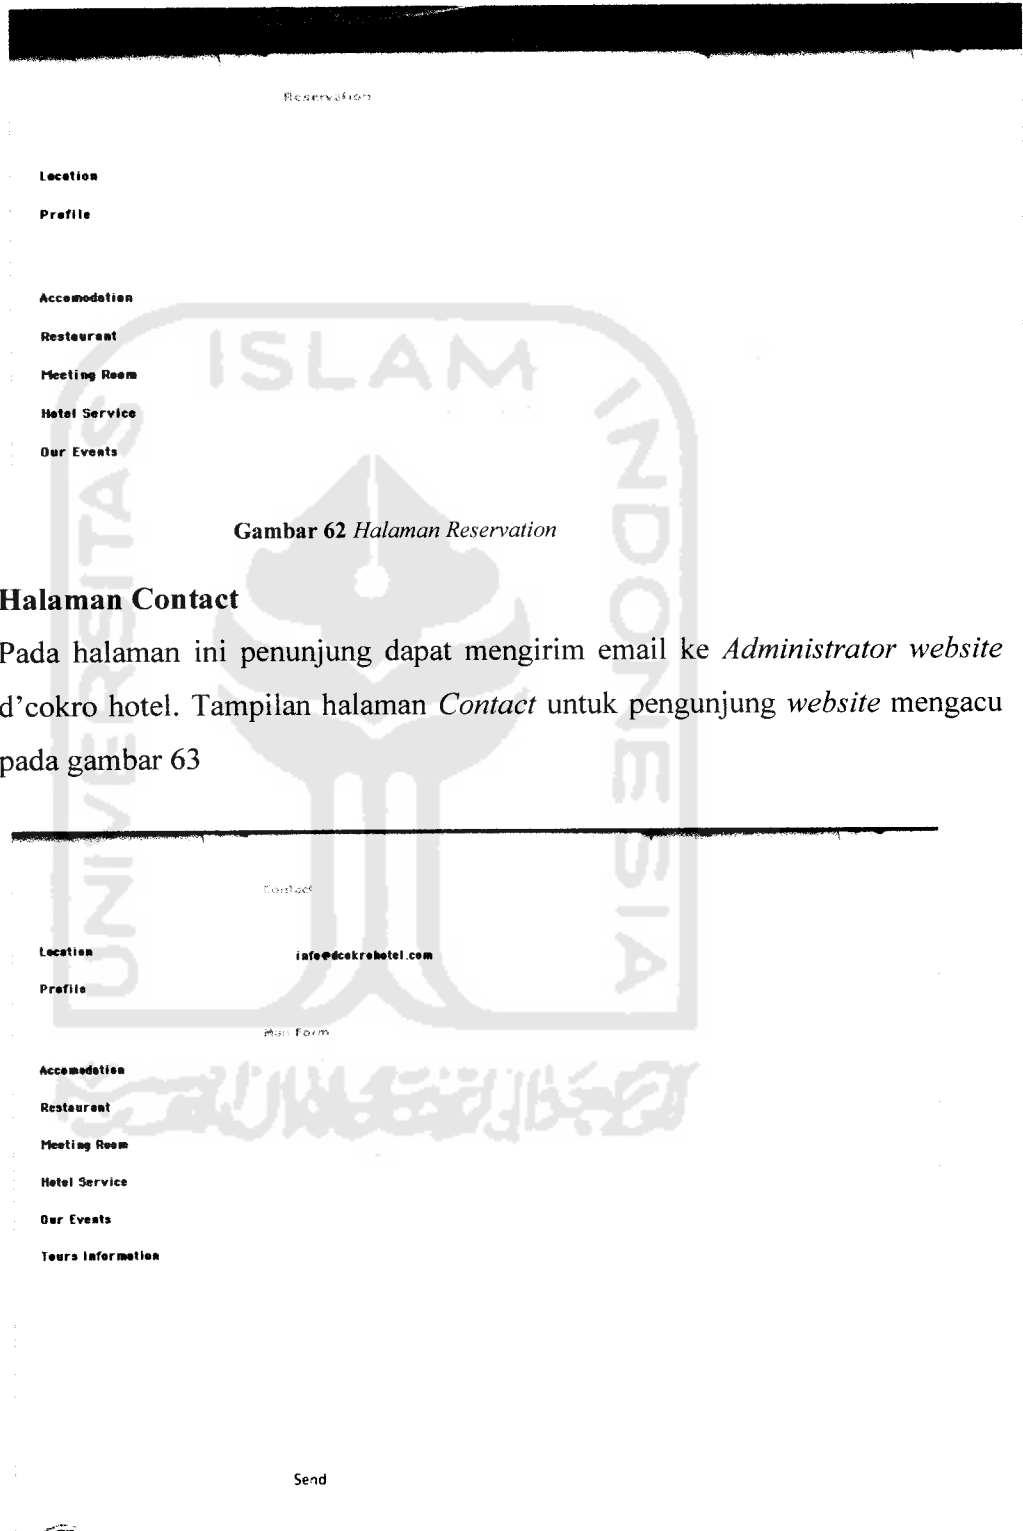 Reservation
Location
Profile
Accomodation
Restaurant
Meeting Room
Hotel Service
Our Events
ISLAM
UNIVERSITAS
INDONESIA
Gambar 62 Halaman Reservation
Halaman Contact
Pada halaman ini penunjung dapat mengirim email ke Administrator website
d'cokro hotel. Tampilan halaman Contact untuk pengunjung website mengacu
pada gambar 63
Contact
Location
info@dcokrohotel.com
Profile
Mail Form
Accomodation
Restaurant
Meeting Room
Hotel Service
Our Events
Tours Information
Send